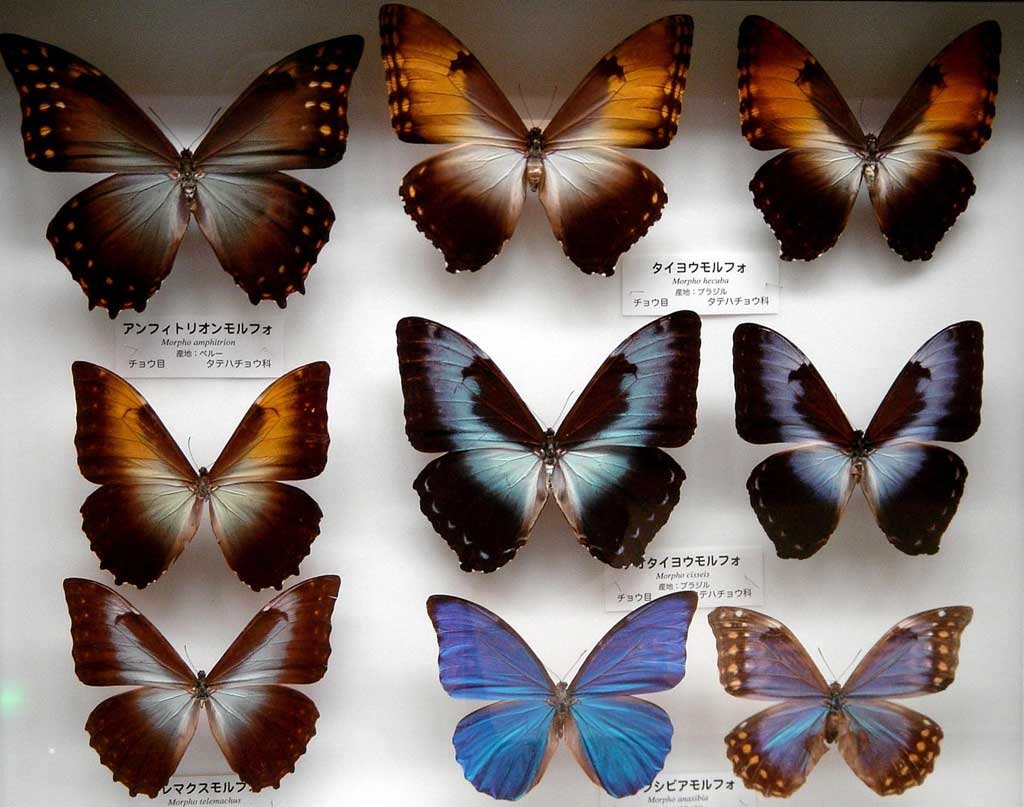 タイヨウモルフォ
Morpho hecuba
産地：ブラジル
チョウ目 タテハチョウ科
アンフィトリオンモルフォ
Morpho amphitrion
産地：ペルー
チョウ目 タテハチョウ科
タイヨウモルフォ
Morpho cisseis
産地：ブラジル
チョウ目 タテハチョウ科
レマクスモルフォ
Morpho telemachus
シビアモルフォ
Morpho anaxibia